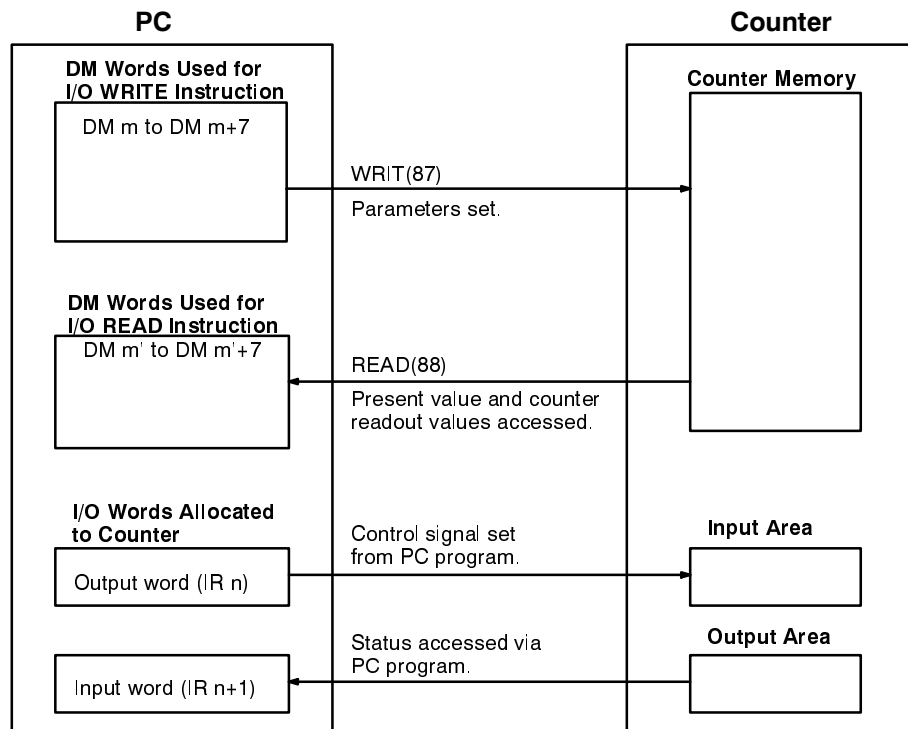 PC
Counter
DM Words Used for
I/O WRITE Instruction
DM m to DM m+7
Counter Memory
WRIT(87)
Parameters set.
DM Words Used for
I/O READ Instruction
DM m' to DM m'+7
READ(88)
Present value and counter
readout values accessed.
I/O Words Allocated
to Counter
Output word (IR n)
Control signal set
from PC program.
Input Area
Input word (IR n+1)
Status accessed via
PC program.
Output Area